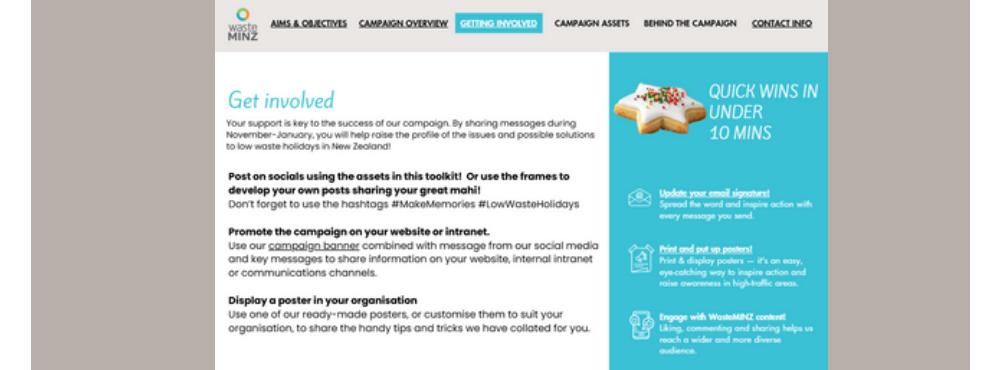 waste
MINZ
AIMS & OBJECTIVES
CAMPAIGN OVERVIEW
GETTING INVOLVED
CAMPAIGN ASSETS
BEHIND THE CAMPAIGN
CONTACT INFO
Get involved
Your support is key to the success of our campaign. By sharing messages during
November-January, you will help raise the profile of the issues and possible solutions
to low waste holidays in New Zealand!
Post on socials using the assets in this toolkit! Or use the frames to
develop your own posts sharing your great mahi!
Don't forget to use the hashtags #MakeMemories #LowWasteHolidays
Promote the campaign on your website or intranet.
Use our campaign banner combined with message from our social media
and key messages to share information on your website, internal intranet
or communications channels.
Display a poster in your organisation
Use one of our ready-made posters, or customise them to suit your
organisation, to share the handy tips and tricks we have collated for you.
QUICK WINS IN
UNDER
10 MINS
Update your email signature!
Spread the word and inspire action with
every message you send.
Print and put up posters!
Print & display posters — it's an easy,
eye-catching way to inspire action and
raise awareness in high-traffic areas.
Engage with WasteMINZ content!
Liking, commenting and sharing helps us
reach a wider and more diverse
audience.